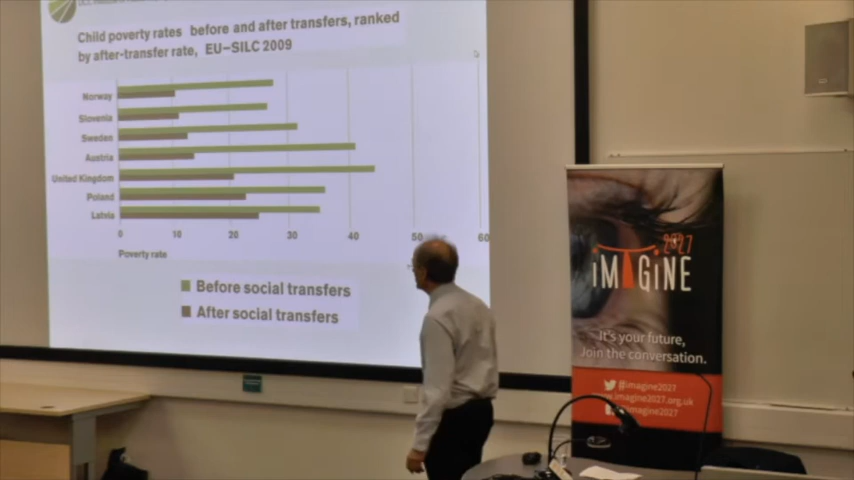 Child poverty rates before and after transfers, ranked
by after-transfer rate, EU-SILC 2009
Norway
Slovenia
Sweden
Austria
United Kingdom
Poland
Latvia
0 10 20 30 40 50 60
Poverty rate
Before social transfers
After social transfers
2027
iMAGiNE
It's your future,
Join the conversation.
@imagine2027
.imagine2027.org.uk
imagine2027